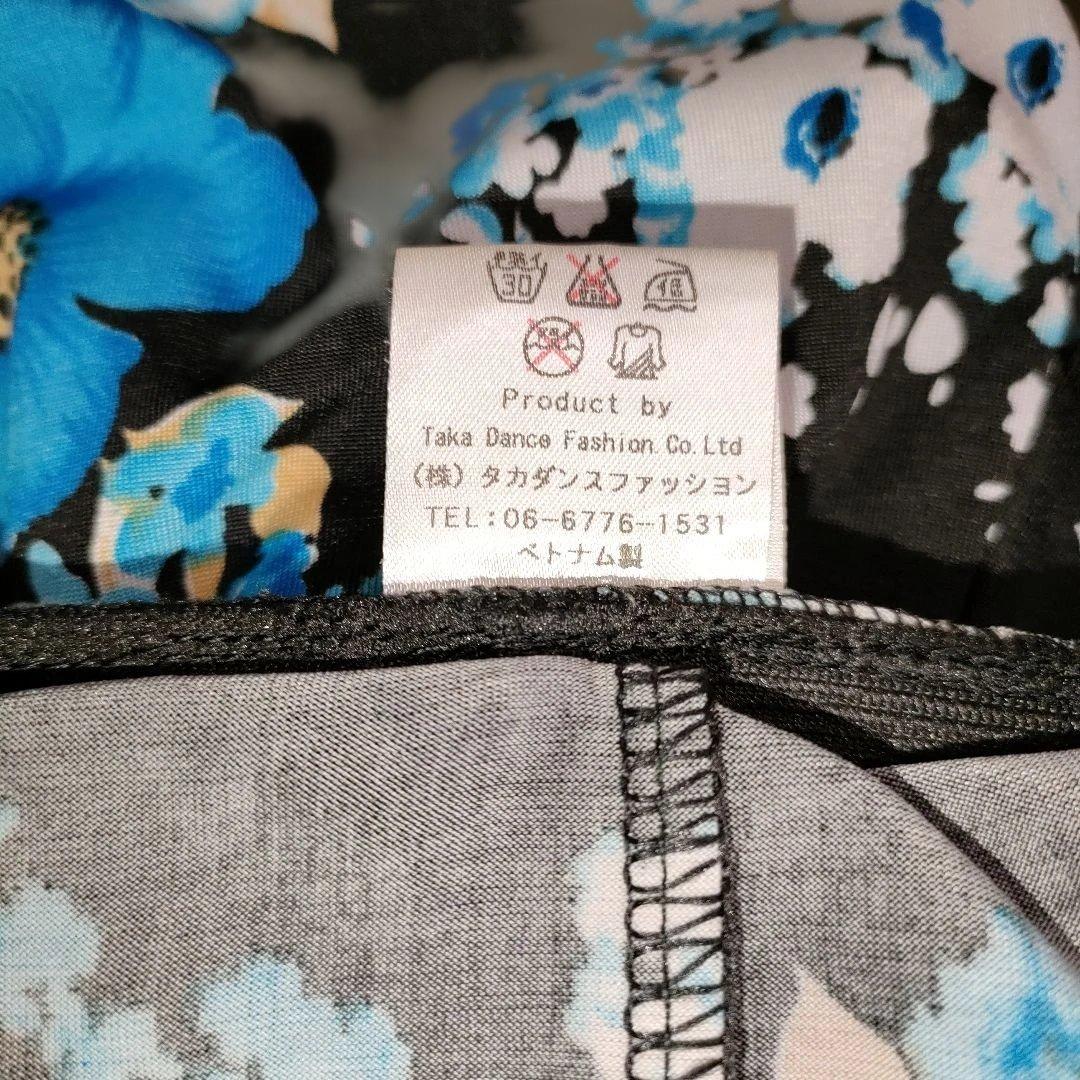 30
Product by
Taka Dance Fashion Co.Ltd
（株）タカダンスファッション
TEL:06-6776-1531
ベトナム製